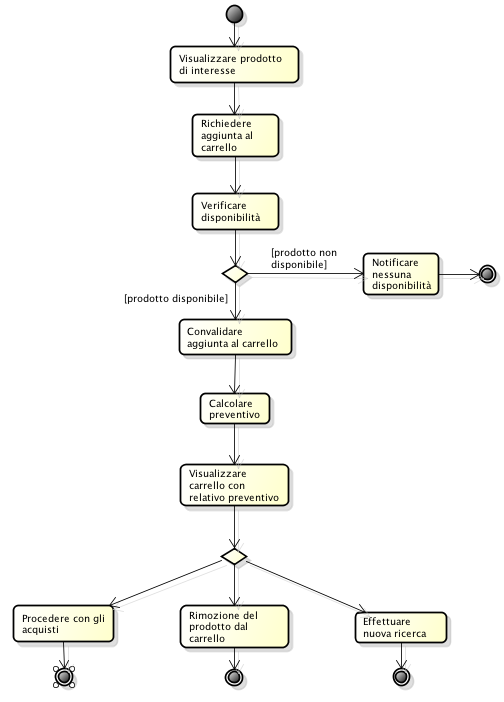 Visualizzare prodotto
di interesse
Richiedere
aggiunta al
carrello
Verificare
disponibilità
[prodotto non
disponibile]
Notificare
nessuna
disponibilità
[prodotto disponibile]
Convalidare
aggiunta al carrello
Calcolare
preventivo
Visualizzare
carrello con
relativo preventivo
Procedere con gli
acquisti
Rimozione del
prodotto dal
carrello
Effettuare
nuova ricerca